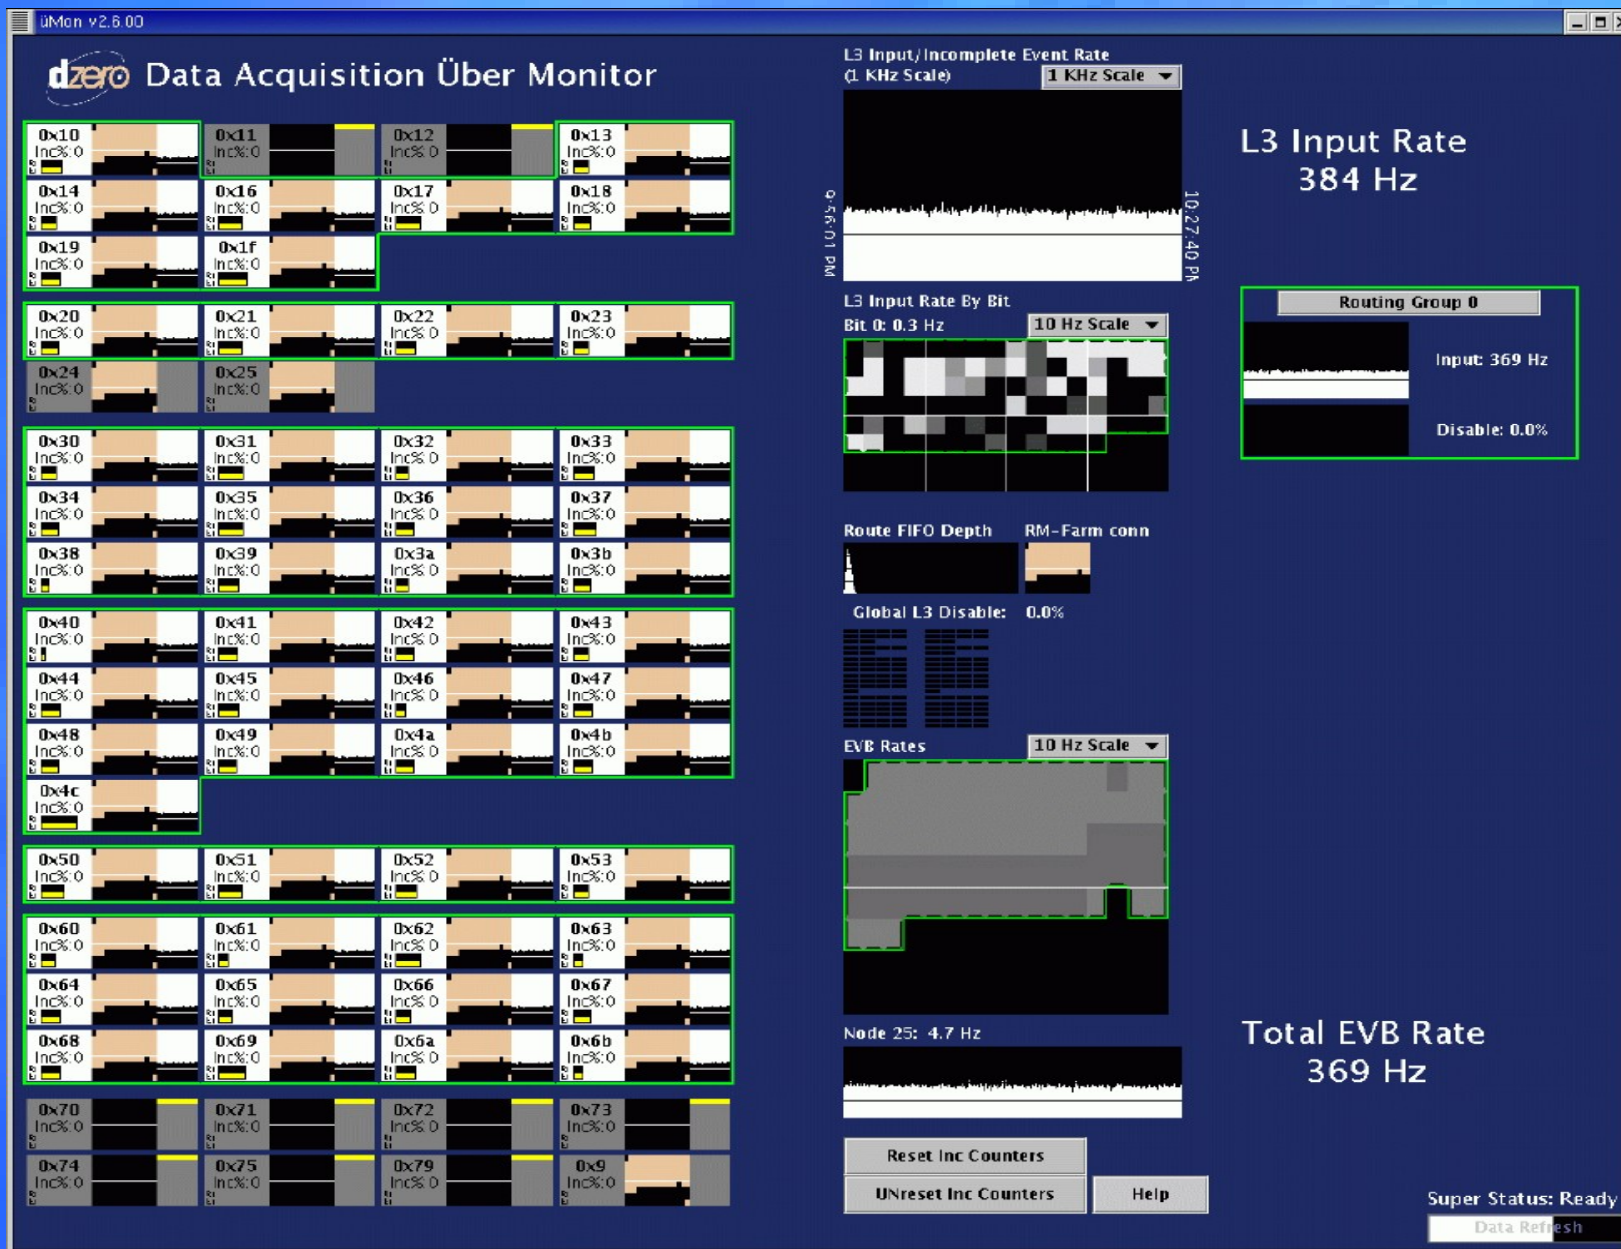 üMon v2.6.00
dzero Data Acquisition Über Monitor
0x10 0x11 0x12 0x13
Inc%:0 Inc%:0 Inc%:0 Inc%:0
0x14 0x16 0x17 0x18
Inc%:0 Inc%:0 Inc%:0 Inc%:0
0x19 0x1f
Inc%:0 Inc%:0
0x20 0x21 0x22 0x23
Inc%:0 Inc%:0 Inc%:0 Inc%:0
0x24 0x25
Inc%:0 Inc%:0
0x30 0x31 0x32 0x33
Inc%:0 Inc%:0 Inc%:0 Inc%:0
0x34 0x35 0x36 0x37
Inc%:0 Inc%:0 Inc%:0 Inc%:0
0x38 0x39 0x3a 0x3b
Inc%:0 Inc%:0 Inc%:0 Inc%:0
0x40 0x41 0x42 0x43
Inc%:0 Inc%:0 Inc%:0 Inc%:0
0x44 0x45 0x46 0x47
Inc%:0 Inc%:0 Inc%:0 Inc%:0
0x48 0x49 0x4a 0x4b
Inc%:0 Inc%:0 Inc%:0 Inc%:0
0x4c
Inc%:0
0x50 0x51 0x52 0x53
Inc%:0 Inc%:0 Inc%:0 Inc%:0
0x60 0x61 0x62 0x63
Inc%:0 Inc%:0 Inc%:0 Inc%:0
0x64 0x65 0x66 0x67
Inc%:0 Inc%:0 Inc%:0 Inc%:0
0x68 0x69 0x6a 0x6b
Inc%:0 Inc%:0 Inc%:0 Inc%:0
0x70 0x71 0x72 0x73
Inc%:0 Inc%:0 Inc%:0 Inc%:0
0x74 0x75 0x79 0x9
Inc%:0 Inc%:0 Inc%:0 Inc%:0
L3 Input/Incomplete Event Rate
(1 KHz Scale) 1 KHz Scale
9:56:01 PM
10:27:40 PM
L3 Input Rate By Bit
Bit 0: 0.3 Hz 10 Hz Scale
Route FIFO Depth RM-Farm conn
Global L3 Disable: 0.0%
EVB Rates 10 Hz Scale
Node 25: 4.7 Hz
Reset Inc Counters
UNreset Inc Counters Help
L3 Input Rate
384 Hz
Routing Group 0
Input: 369 Hz
Disable: 0.0%
Total EVB Rate
369 Hz
Super Status: Ready
Data Refresh